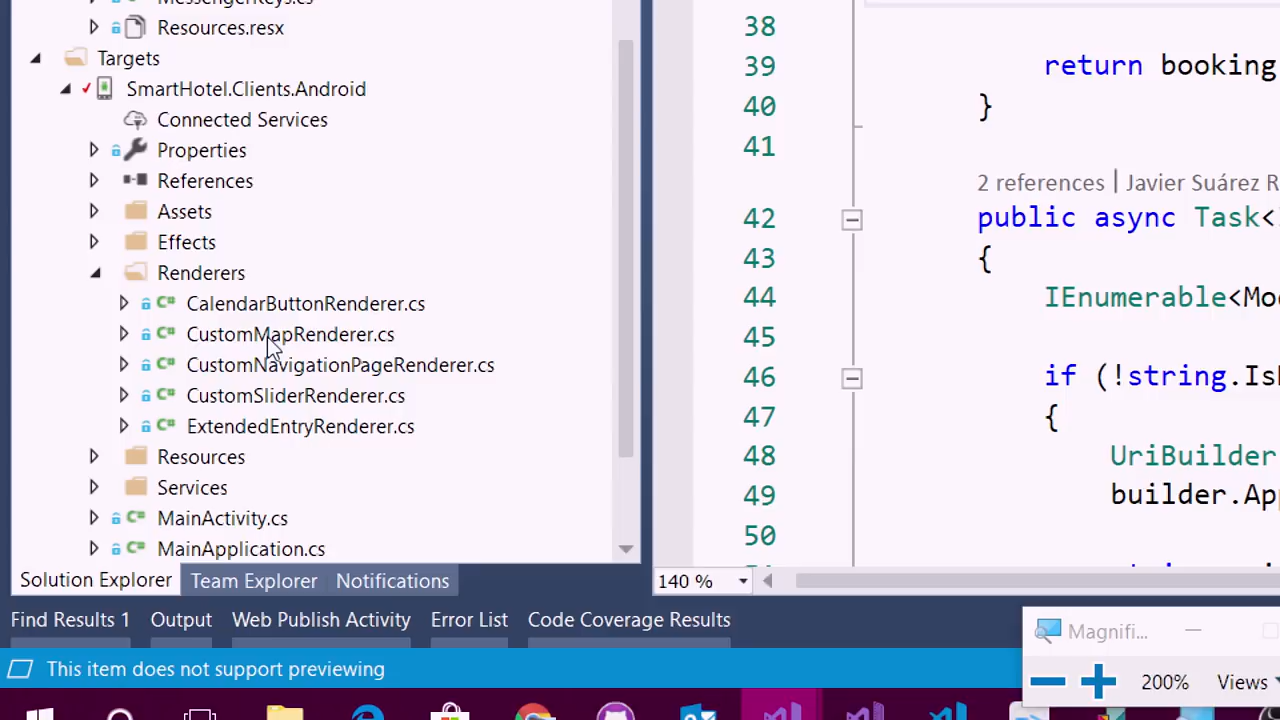 Resources.resx
Targets
SmartHotel.Clients.Android
Connected Services
Properties
References
Assets
Effects
Renderers
CalendarButtonRenderer.cs
CustomMapRenderer.cs
CustomNavigationPageRenderer.cs
CustomSliderRenderer.cs
ExtendedEntryRenderer.cs
Resources
Services
MainActivity.cs
MainApplication.cs
Solution Explorer Team Explorer Notifications
38
39 return booking
40 }
41
2 references | Javier Suárez R
42 public async Task<
43 {
44 IEnumerable<Mod
45
46 if (!string.IsN
47 {
48 UriBuilder
49 builder.App
50
140 %
Find Results 1 Output Web Publish Activity Error List Code Coverage Results
Magnifi...
This item does not support previewing
200% Views